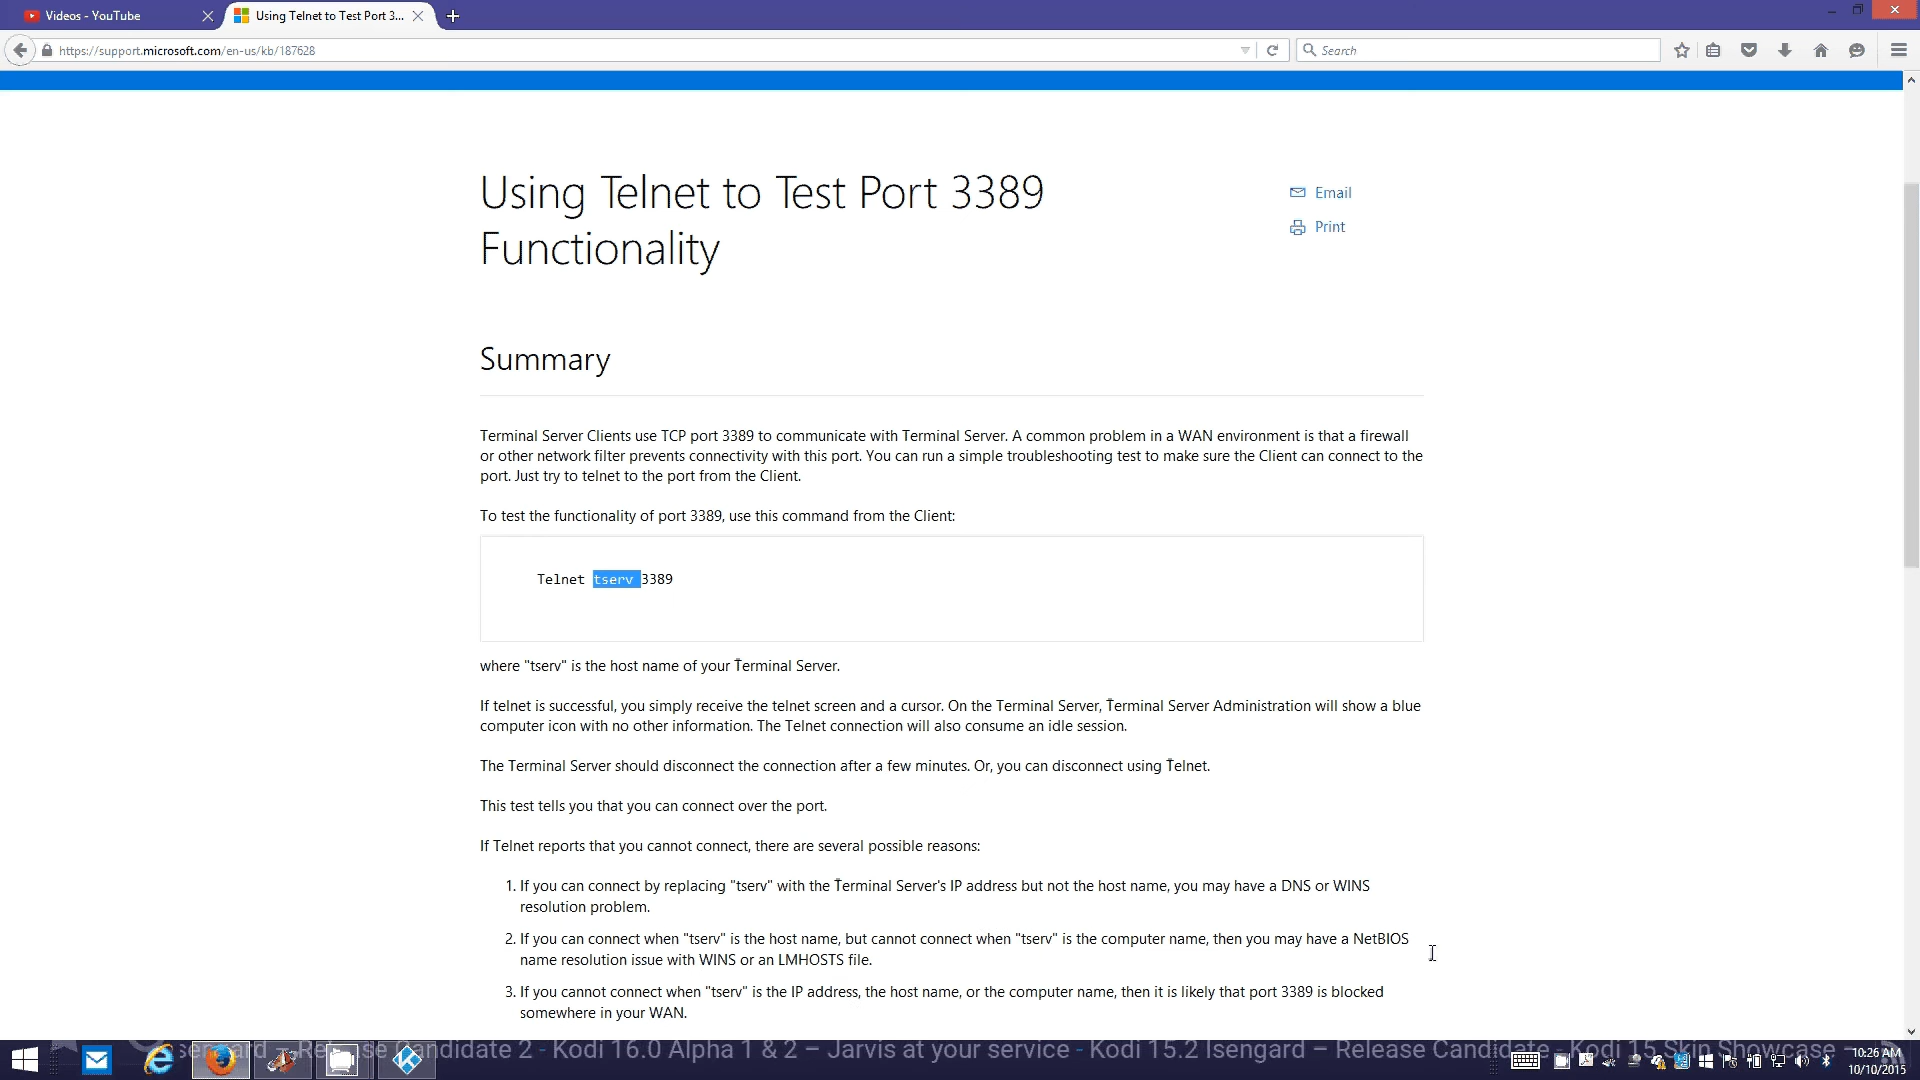 Videos - YouTube
Using Telnet to Test Port 3...
https://support.microsoft.com/en-us/kb/187628
Search
Using Telnet to Test Port 3389
Functionality
Email
Print
Summary
Terminal Server Clients use TCP port 3389 to communicate with Terminal Server. A common problem in a WAN environment is that a firewall
or other network filter prevents connectivity with this port. You can run a simple troubleshooting test to make sure the Client can connect to the
port. Just try to telnet to the port from the Client.
To test the functionality of port 3389, use this command from the Client:
Telnet tserv 3389
where "tserv" is the host name of your Terminal Server.
If telnet is successful, you simply receive the telnet screen and a cursor. On the Terminal Server, Terminal Server Administration will show a blue
computer icon with no other information. The Telnet connection will also consume an idle session.
The Terminal Server should disconnect the connection after a few minutes. Or, you can disconnect using Telnet.
This test tells you that you can connect over the port.
If Telnet reports that you cannot connect, there are several possible reasons:
1. If you can connect by replacing "tserv" with the Terminal Server's IP address but not the host name, you may have a DNS or WINS
resolution problem.
2. If you can connect when "tserv" is the host name, but cannot connect when "tserv" is the computer name, then you may have a NetBIOS
name resolution issue with WINS or an LMHOSTS file.
3. If you cannot connect when "tserv" is the IP address, the host name, or the computer name, then it is likely that port 3389 is blocked
somewhere in your WAN.
Candidate 2 - Kodi 16.0 Alpha 1 & 2 – Jarvis at your service - Kodi 15.2 Isengard – Release Candidate - Kodi 15 Skin Showcase –
10:26 AM
10/10/2015